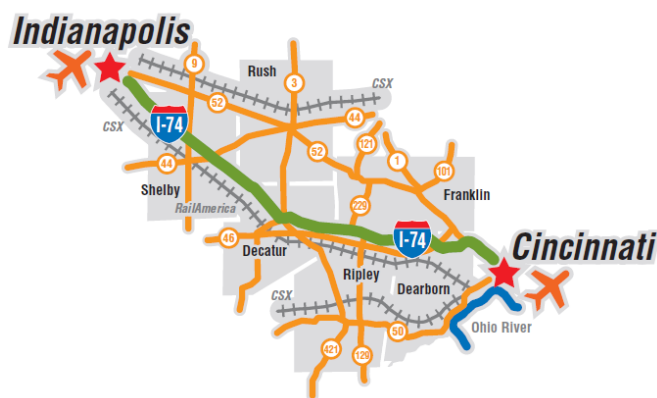 Indianapolis
9
Rush
3
CSX
52
44
I-74
CSX
52
121
1
101
44
Shelby
229
Franklin
RailAmerica
I-74
46
Decatur
Cincinnati
Ripley
Dearborn
CSX
Ohio River
50
421
129